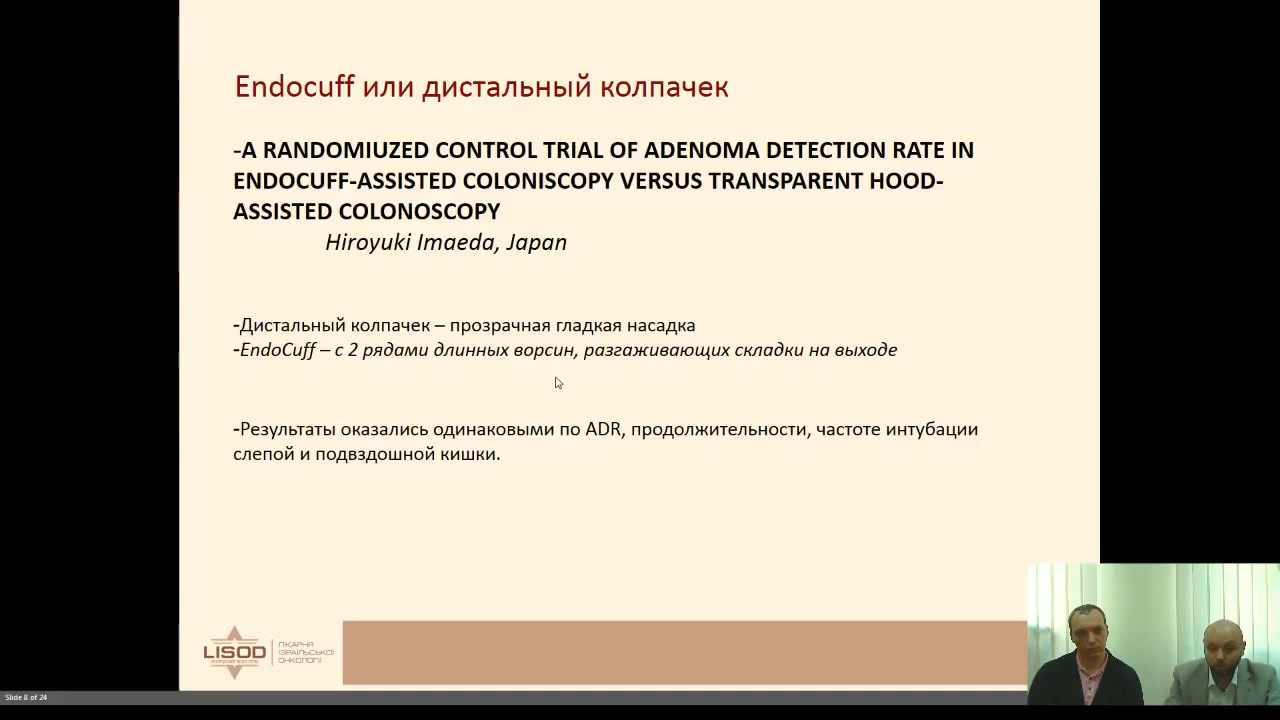 Endocuff или дистальный колпачек
-A RANDOMIUZED CONTROL TRIAL OF ADENOMA DETECTION RATE IN
ENDOCUFF-ASSISTED COLONISCOPY VERSUS TRANSPARENT HOOD-
ASSISTED COLONOSCOPY
Hiroyuki Imaeda, Japan
-Дистальный колпачек – прозрачная гладкая насадка
-EndoCuff – с 2 рядами длинных ворсин, разгаживающих складки на выходе
-Результаты оказались одинаковыми по ADR, продолжительности, частоте интубации
слепой и подвздошной кишки.
LISOD
ЛІКАРНЯ
ІЗРАЇЛЬСЬКОЇ
ОНКОЛОГІЇ
Slide 8 of 24